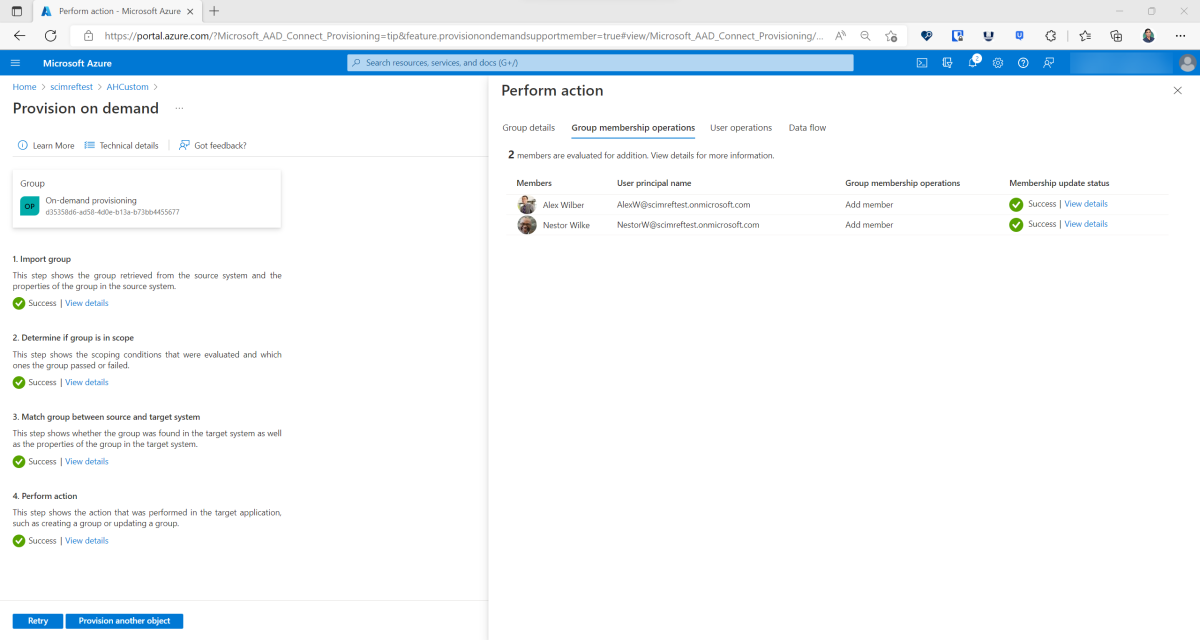 Perform action - Microsoft Azure
https://portal.azure.com/?Microsoft_AAD_Connect_Provisioning=tip&feature.provisionondemandsupportmember=true#view/Microsoft_AAD_Connect_Provisioning/...
Microsoft Azure
Search resources, services, and docs (G+/)
2
Home > scimreftest > AHCustom >
Provision on demand ...
Learn More Technical details | Got feedback?
Group
OP
On-demand provisioning
d35358d6-ad58-4d0e-b13a-b73bb4455677
1. Import group
This step shows the group retrieved from the source system and the
properties of the group in the source system.
Success | View details
2. Determine if group is in scope
This step shows the scoping conditions that were evaluated and which
ones the group passed or failed.
Success | View details
3. Match group between source and target system
This step shows whether the group was found in the target system as well
as the properties of the group in the target system.
Success | View details
4. Perform action
This step shows the action that was performed in the target application,
such as creating a group or updating a group.
Success | View details
Retry Provision another object
Perform action
Group details Group membership operations User operations Data flow
2 members are evaluated for addition. View details for more information.
Members User principal name Group membership operations Membership update status
Alex Wilber AlexW@scimreftest.onmicrosoft.com Add member Success | View details
Nestor Wilke NestorW@scimreftest.onmicrosoft.com Add member Success | View details